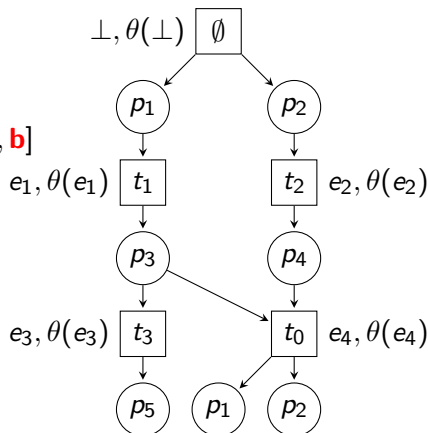 ⊥, θ(⊥) ∅
p₁ p₂
, b]
e₁, θ(e₁) t₁ t₂ e₂, θ(e₂)
p₃ p₄
e₃, θ(e₃) t₃ t₀ e₄, θ(e₄)
p₅ p₁ p₂